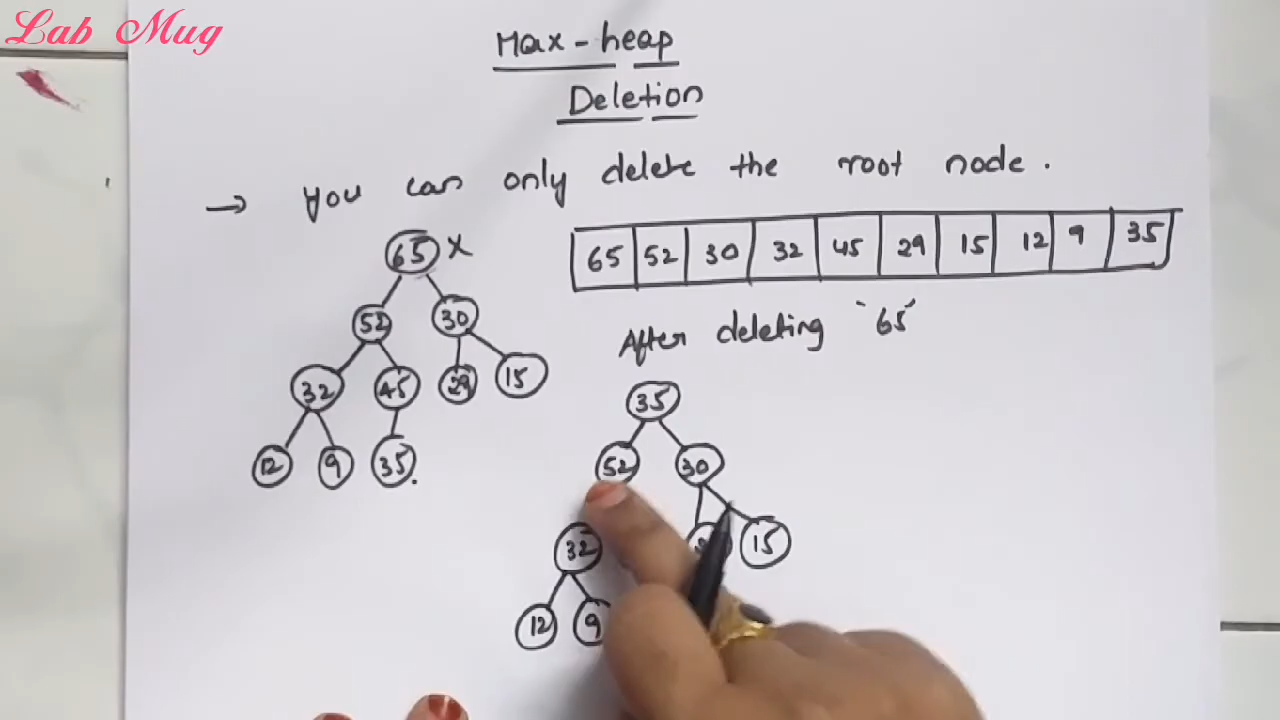 Lab Mug
Max-heap
Deletion
→ You can only delete the root node.
65 52 30 32 45 29 15 12 9 35
65 x
52 30
32 45 29 15
12 9 35.
After deleting `65´
35
52 30
32 15
12 9